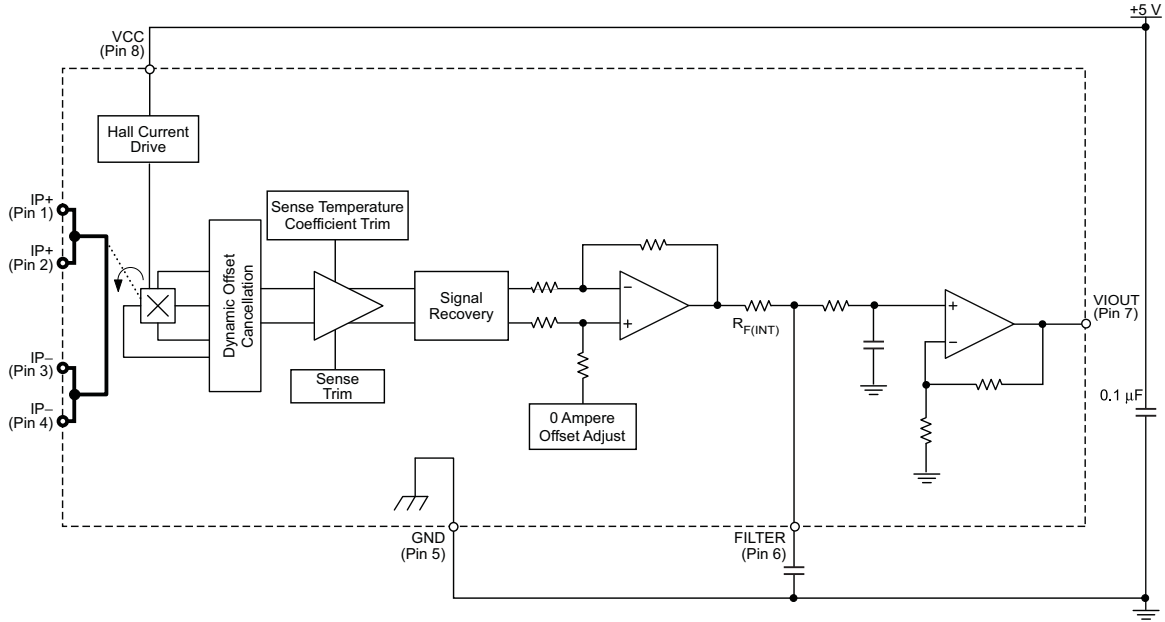 +5 V
VCC
(Pin 8)
Hall Current
Drive
IP+
(Pin 1)
IP+
(Pin 2)
IP–
(Pin 3)
IP–
(Pin 4)
Dynamic Offset
Cancellation
Sense Temperature
Coefficient Trim
Sense
Trim
Signal
Recovery
0 Ampere
Offset Adjust
–
+
RF(INT)
+
–
VIOUT
(Pin 7)
0.1 μF
GND
(Pin 5)
FILTER
(Pin 6)